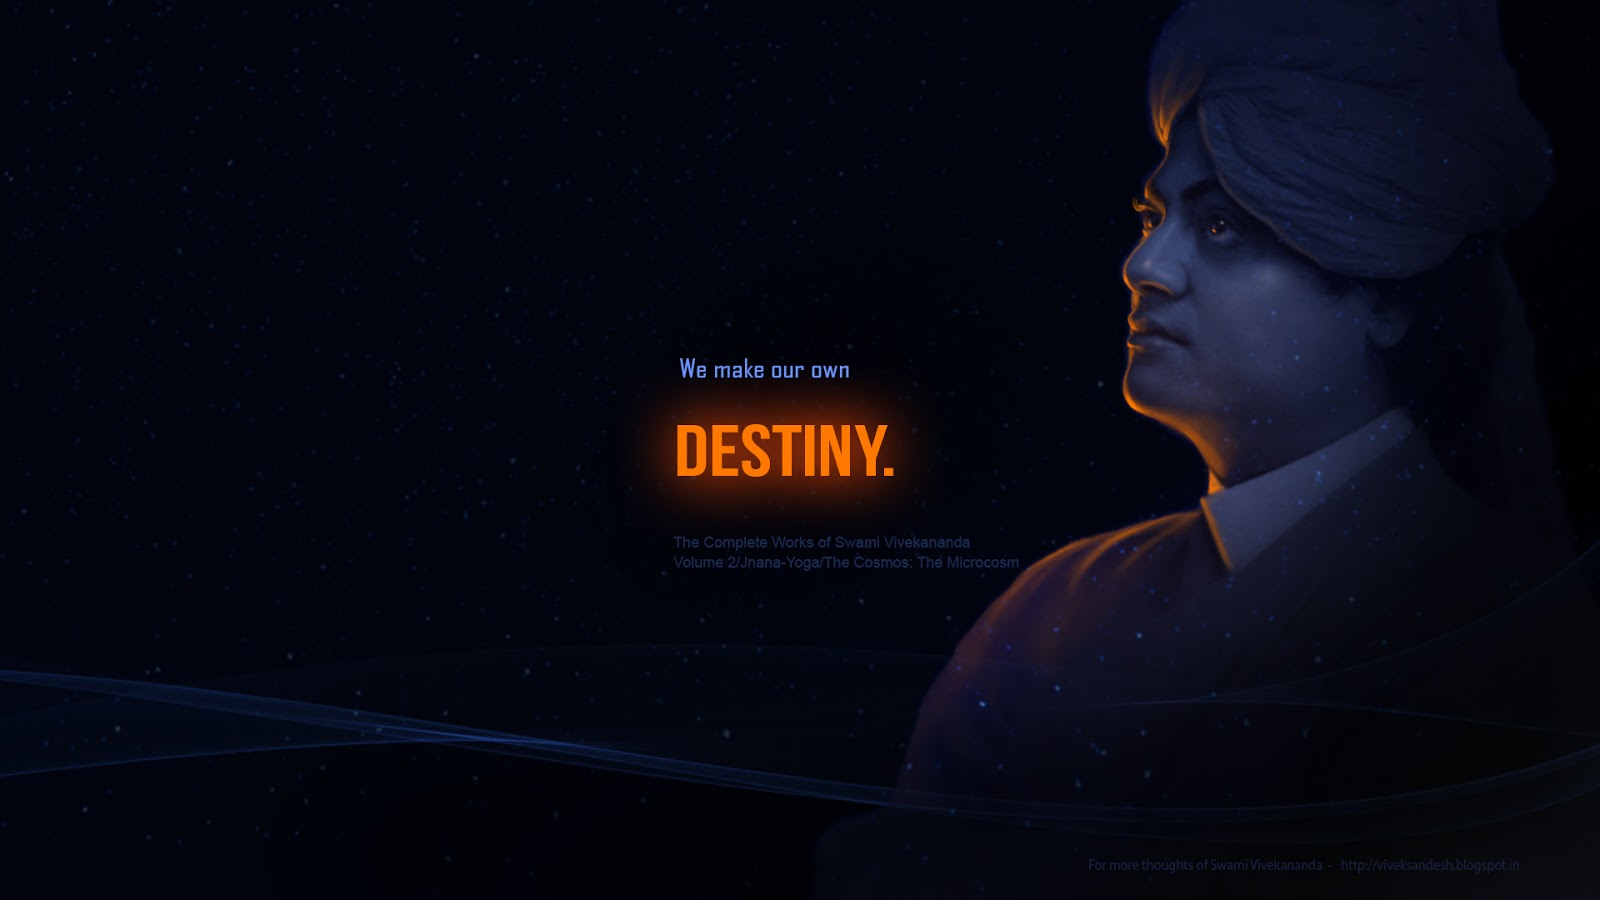 We make our own
DESTINY.
The Complete Works of Swami Vivekananda
Volume 2/Jnana-Yoga/The Cosmos: The Microcosm
For more thoughts of Swami Vivekananda - http://viveksandesh.blogspot.in